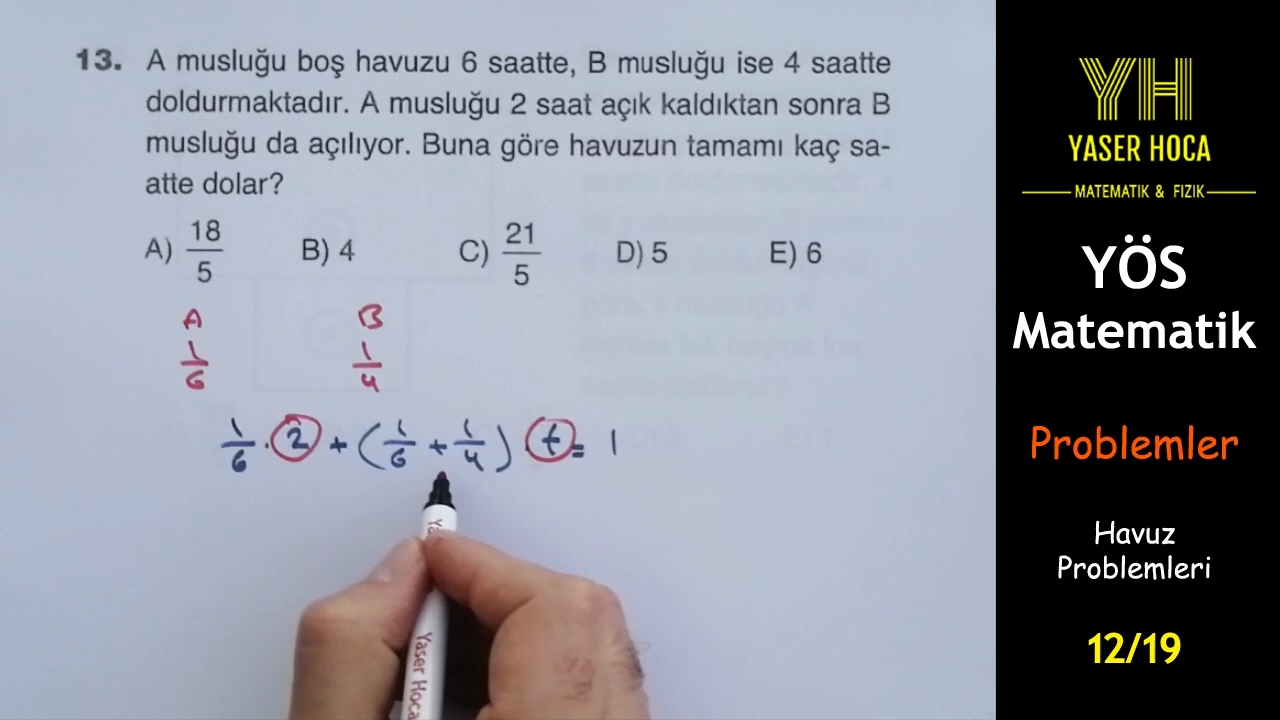 13. A musluğu boş havuzu 6 saatte, B musluğu ise 4 saatte
doldurmaktadır. A musluğu 2 saat açık kaldıktan sonra B
musluğu da açılıyor. Buna göre havuzun tamamı kaç sa-
atte dolar?
A) 18/5 B) 4 C) 21/5 D) 5 E) 6
A B
1/6 1/4
1/6 · 2 + (1/6 + 1/4) · t = 1
Yaser Hoca
YH
YASER HOCA
MATEMATIK & FIZIK
YÖS
Matematik
Problemler
Havuz
Problemleri
12/19